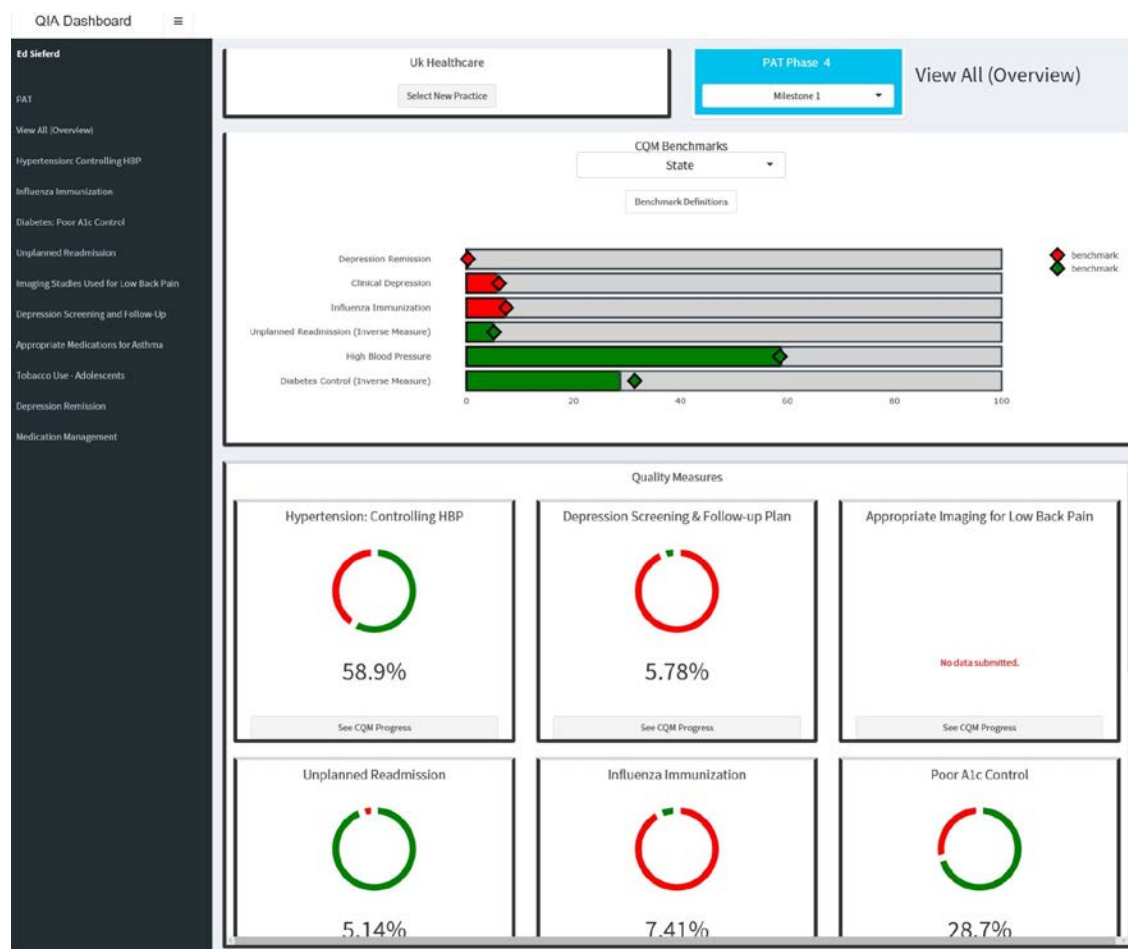 QIA Dashboard
Ed Sieferd
PAT
View All (Overview)
Hypertension: Controlling HBP
Influenza Immunization
Diabetes: Poor A1c Control
Unplanned Readmission
Imaging Studies Used for Low Back Pain
Depression Screening and Follow-Up
Appropriate Medications for Asthma
Tobacco Use - Adolescents
Depression Remission
Medication Management
Uk Healthcare
Select New Practice
PAT Phase 4
Milestone 1
View All (Overview)
CQM Benchmarks
State
Benchmark Definitions
Depression Remission
Clinical Depression
Influenza Immunization
Unplanned Readmission (Inverse Measure)
High Blood Pressure
Diabetes Control (Inverse Measure)
0 20 40 60 80 100
benchmark
benchmark
Quality Measures
Hypertension: Controlling HBP
58.9%
See CQM Progress
Depression Screening & Follow-up Plan
5.78%
See CQM Progress
Appropriate Imaging for Low Back Pain
No data submitted.
See CQM Progress
Unplanned Readmission
5.14%
Influenza Immunization
7.41%
Poor A1c Control
28.7%